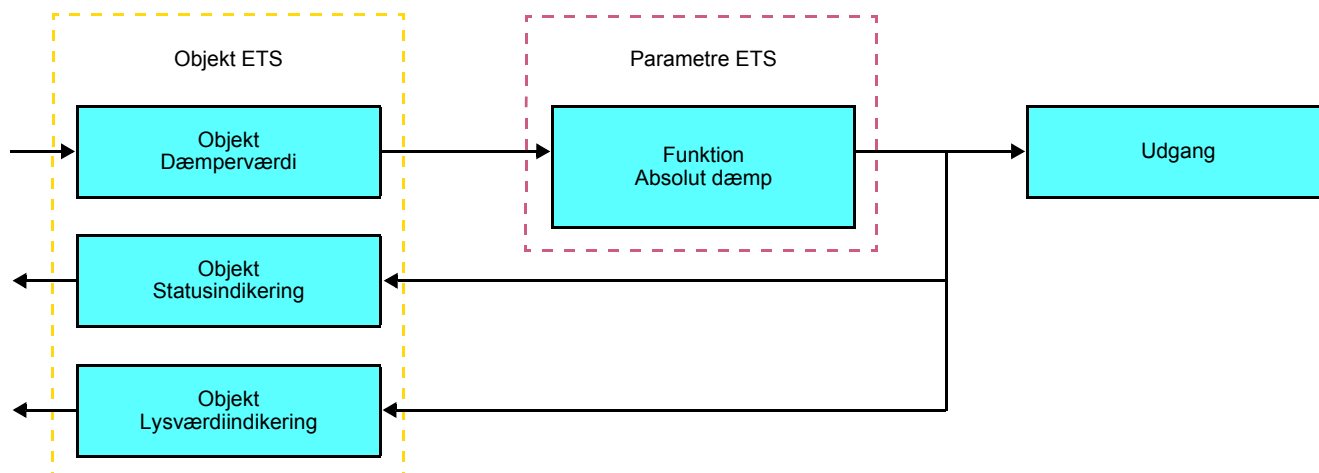 Objekt ETS
Parametre ETS
Objekt
Dæmperværdi
Funktion
Absolut dæmp
Udgang
Objekt
Statusindikering
Objekt
Lysværdiindikering